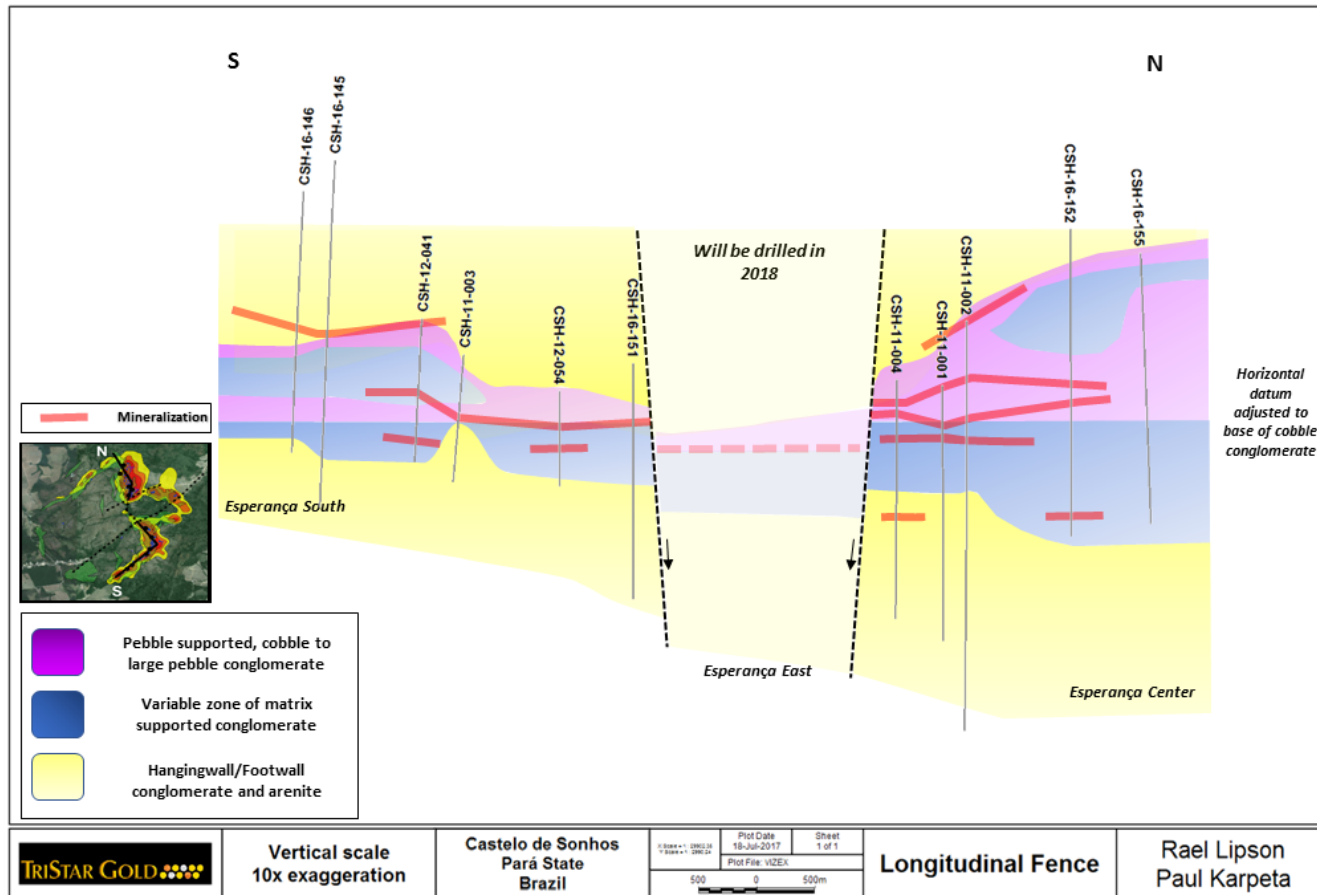 S
N
CSH-16-146
CSH-16-145
CSH-12-041
CSH-11-003
CSH-12-054
CSH-16-151
Will be drilled in
2018
CSH-11-004
CSH-11-001
CSH-11-002
CSH-16-152
CSH-16-155
Horizontal
datum
adjusted to
base of cobble
conglomerate
Mineralization
N
S
Esperança South
Esperança East
Esperança Center
Pebble supported, cobble to
large pebble conglomerate
Variable zone of matrix
supported conglomerate
Hangingwall/Footwall
conglomerate and arenite
TRISTAR GOLD
Vertical scale
10x exaggeration
Castelo de Sonhos
Pará State
Brazil
Plot Date
18-Jul-2017
Sheet
1 of 1
Plot File: VIZEX
500 0 500m
Longitudinal Fence
Rael Lipson
Paul Karpeta